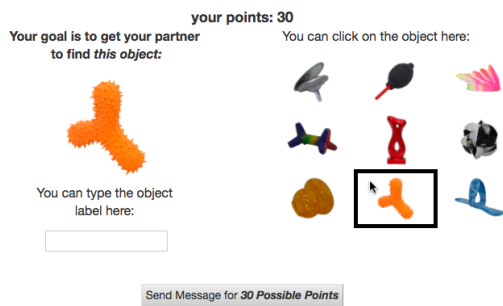 your points: 30
Your goal is to get your partner
to find this object:
You can click on the object here:
You can type the object
label here:
Send Message for 30 Possible Points